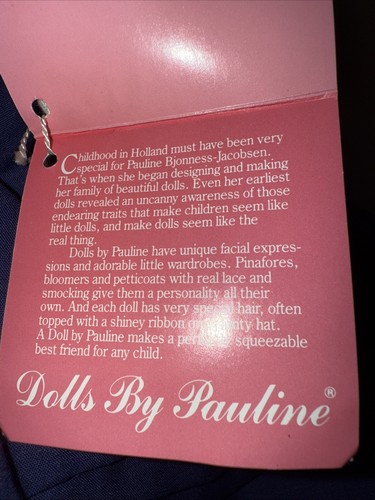 Childhood in Holland must have been very
special for Pauline Bjonness-Jacobsen.
That's when she began designing and making
her family of beautiful dolls. Even her earliest
dolls revealed an uncanny awareness of those
endearing traits that make children seem like
little dolls, and make dolls seem like the
real thing.
Dolls by Pauline have unique facial expres-
sions and adorable little wardrobes. Pinafores,
bloomers and petticoats with real lace and
smocking give them a personality all their
own. And each doll has very special hair, often
topped with a shiney ribbon hat.
A Doll by Pauline makes a squeezable
best friend for any child.
Dolls By Pauline®